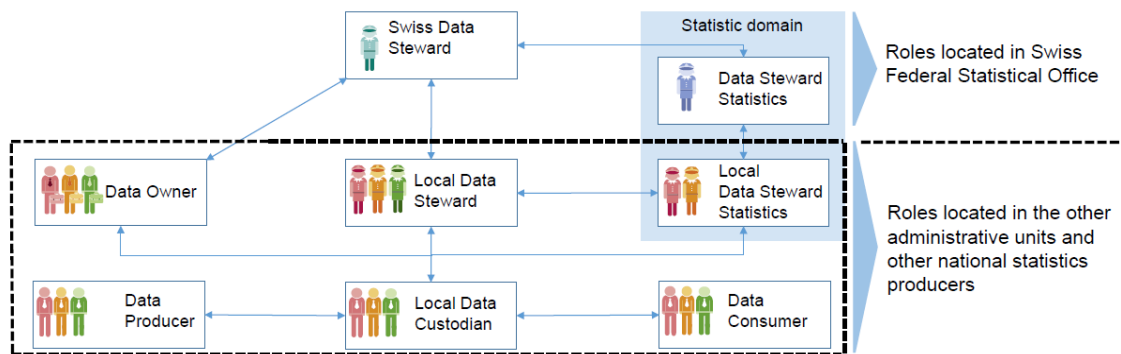 Swiss Data
Steward
Statistic domain
Data Steward
Statistics
Roles located in Swiss
Federal Statistical Office
Data Owner
Local Data
Steward
Local
Data Steward
Statistics
Roles located in the other
administrative units and
other national statistics
producers
Data
Producer
Local Data
Custodian
Data
Consumer